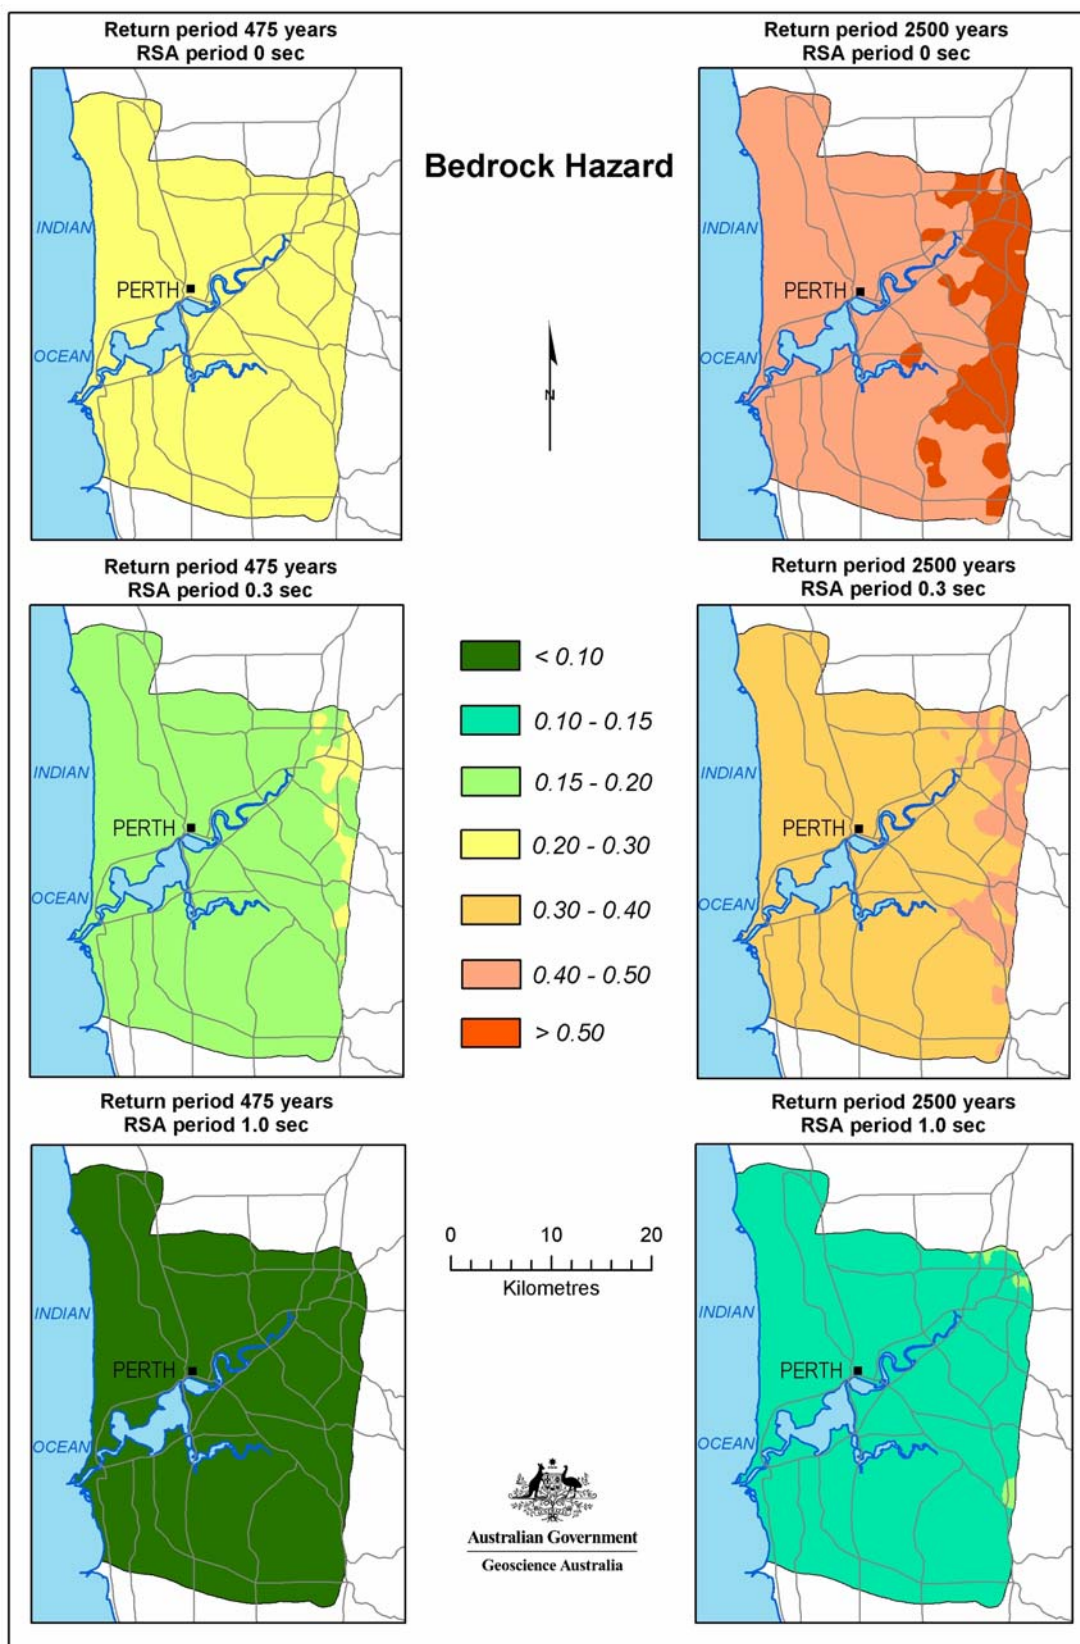 Return period 475 years
RSA period 0 sec
Return period 2500 years
RSA period 0 sec
Bedrock Hazard
INDIAN
PERTH
OCEAN
INDIAN
PERTH
OCEAN
N
Return period 475 years
RSA period 0.3 sec
Return period 2500 years
RSA period 0.3 sec
INDIAN
PERTH
OCEAN
< 0.10
0.10 - 0.15
0.15 - 0.20
0.20 - 0.30
0.30 - 0.40
0.40 - 0.50
> 0.50
INDIAN
PERTH
OCEAN
Return period 475 years
RSA period 1.0 sec
Return period 2500 years
RSA period 1.0 sec
INDIAN
PERTH
OCEAN
0 10 20
Kilometres
INDIAN
PERTH
OCEAN
Australian Government
Geoscience Australia